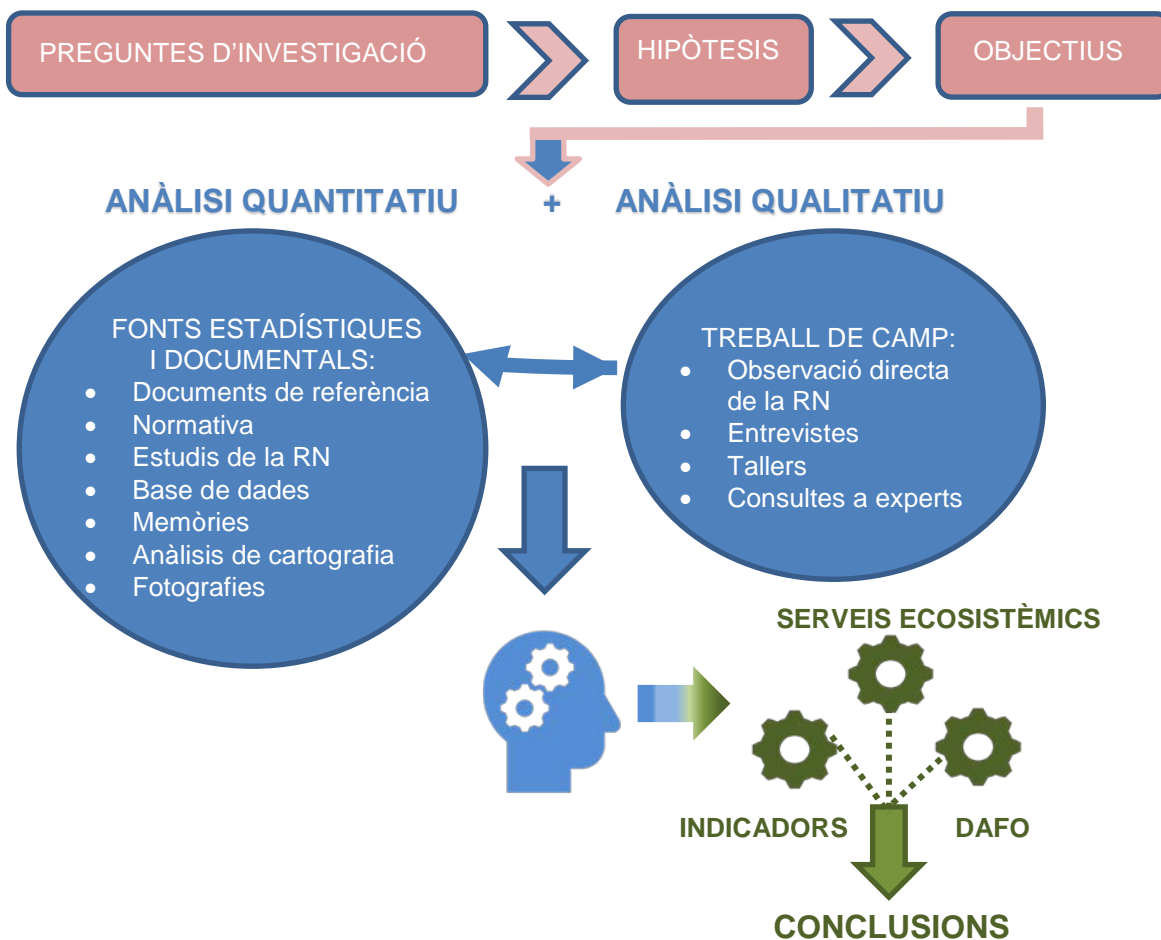 PREGUNTES D'INVESTIGACIÓ
HIPÒTESIS
OBJECTIUS
ANÀLISI QUANTITATIU + ANÀLISI QUALITATIU
FONTS ESTADÍSTIQUES
I DOCUMENTALS:
• Documents de referència
• Normativa
• Estudis de la RN
• Base de dades
• Memòries
• Anàlisis de cartografia
• Fotografies
TREBALL DE CAMP:
• Observació directa
de la RN
• Entrevistes
• Tallers
• Consultes a experts
SERVEIS ECOSISTÈMICS
INDICADORS
DAFO
CONCLUSIONS